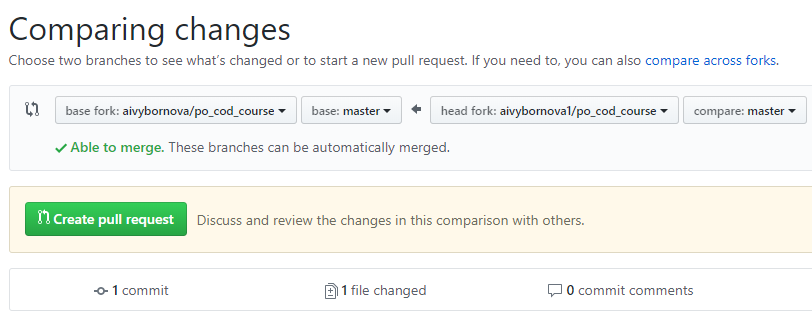 Comparing changes
Choose two branches to see what's changed or to start a new pull request. If you need to, you can also compare across forks.
base fork: aivybornova/po_cod_course base: master head fork: aivybornova1/po_cod_course compare: master
Able to merge. These branches can be automatically merged.
Create pull request Discuss and review the changes in this comparison with others.
1 commit 1 file changed 0 commit comments